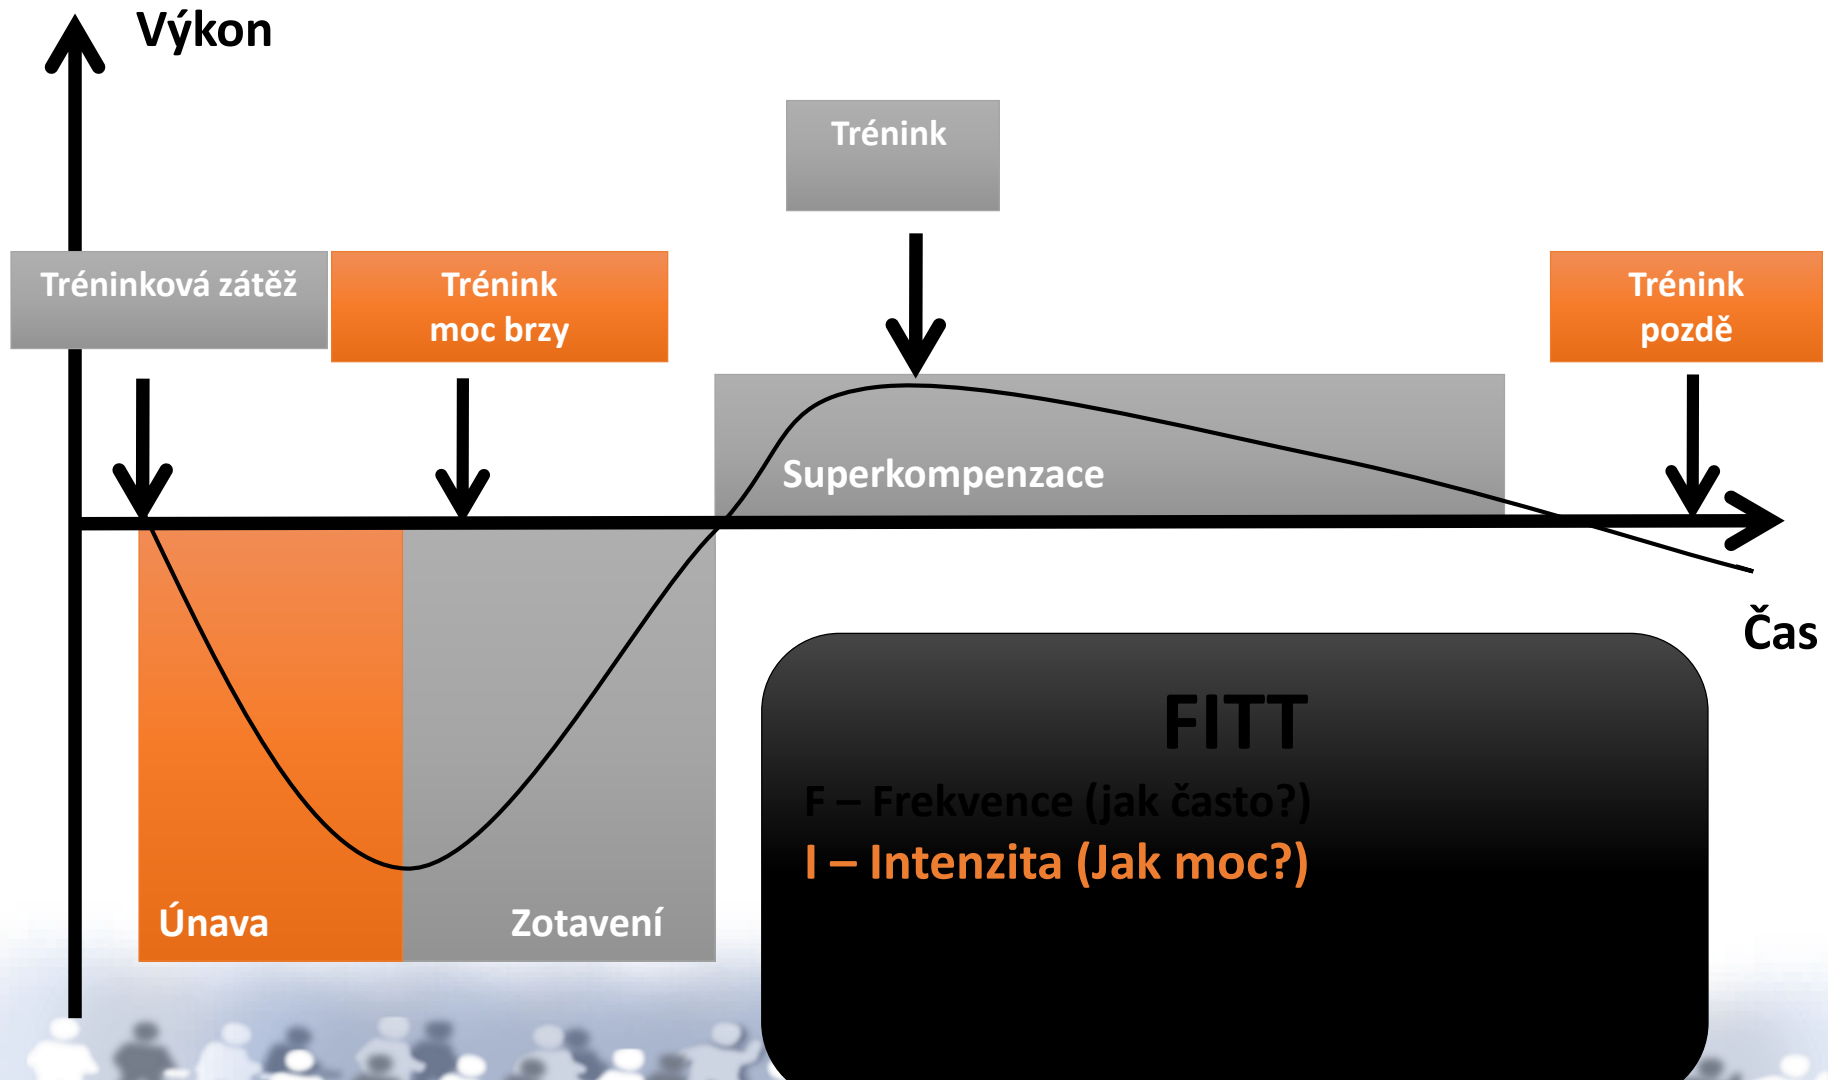 Výkon
Trénink
Tréninková zátěž
Trénink
moc brzy
Trénink
pozdě
Superkompenzace
Čas
FITT
F – Frekvence (jak často?)
I – Intenzita (Jak moc?)
Únava
Zotavení